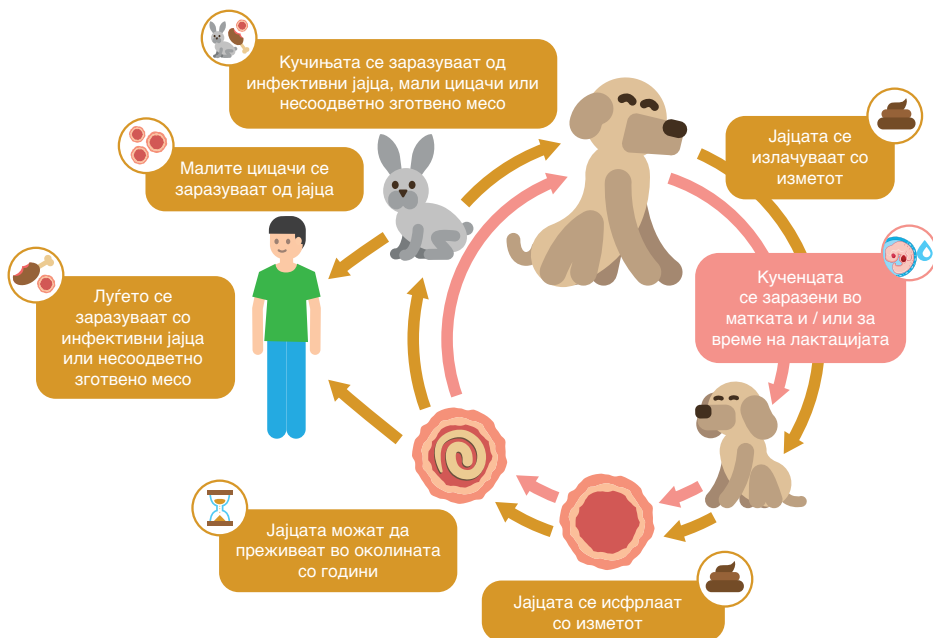 Кучињата се заразуваат од
инфективни јајца, мали цицачи или
несоодветно зготвено месо
Јајцата се
излачуваат со
изметот
Малите цицачи се
заразуваат од јајца
Кученцата
се заразени во
матката и / или за
време на лактацијата
Луѓето се
заразуваат со
инфективни јајца
или несоодветно
зготвено месо
Јајцата можат да
преживеат во околината
со години
Јајцата се исфрлаат
со изметот